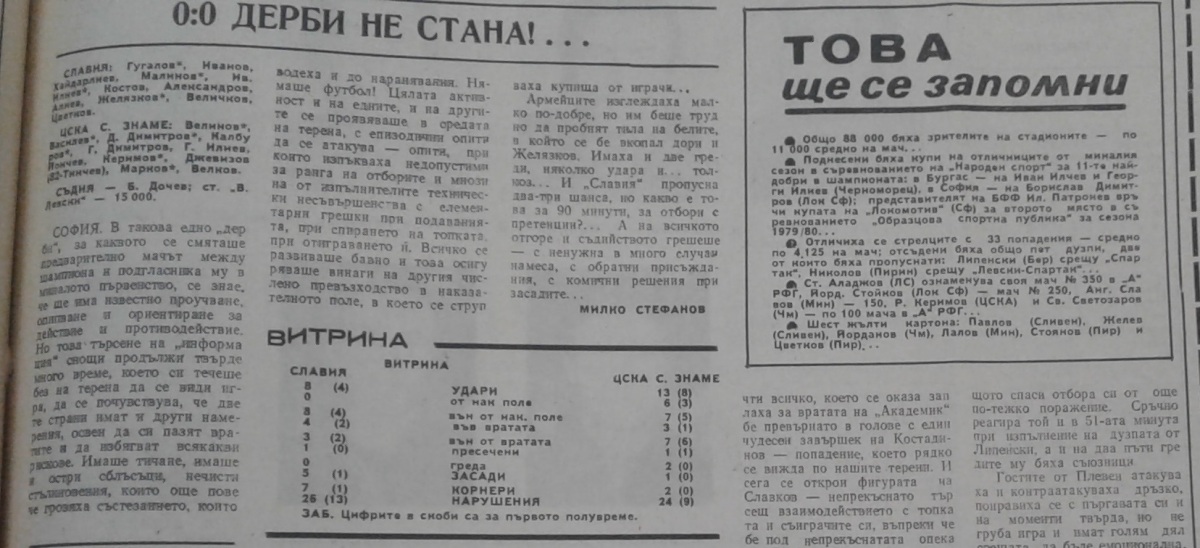 0:0 ДЕРБИ НЕ СТАНА!...
СЛАВИЯ: Гугалов*, Иванов,
Хайдарлиев, Малинов*, Ив.
Илиев*, Костов, Александров,
Алиев, Желязков*, Величков,
Цветков.
ЦСКА С. ЗНАМЕ: Велинов*,
Василев*, Д. Димитров*, Жалбу
ров*, Г. Димитров, Г. Илиев,
Йончев, Керимов*, Джевизов
(82-Тинчев), Марков*, Велков.
СЪДИЯ — Б. Дочев; ст. „В.
Левски" — 15 000.
СОФИЯ. В такова едно „дер
би", за каквото се смяташе
предварително мачът между
шампиона и подгласника му в
миналото първенство, се знае,
че ще има известно проучване,
опипване и ориентиране за
действие и противодействие.
Но това търсене на „информа
ция" снощи продължи твърде
много време, което си течеше
без на терена да се види иг-
ра, да се почувствува, че две
те страни имат и други наме-
рения, освен да си пазят вра-
тите и да избягват всякакви
рискове. Имаше тичане, имаше
и остри сблъсъци, нечисти
стълкновения, които още пове
че гровяха състезанието, които
водеха и до наранявания. Ня-
маше футбол! Цялата актив-
ност и на едните, и на други-
те се проявяваше в средата
на терена, с епизодични опити
да се атакува — опити, при
които изпъкваха недопустими
за ранга на отборите и мнози
на от изпълнителите техничес-
ки несъвършенства с елемен-
тарни грешки при подавания-
та, при спирането на топката,
при отиграването й. Всичко се
развиваше бавно и това осигу
ряваше винаги на другия чис-
лено превъзходство в наказа-
телното поле, в което се струп
ваха купища от играчи...
Армейците изглеждаха мал-
ко по-добре, но им беше труд
но да пробият тила на белите,
в който се бе вкопал дори и
Желязков. Имаха и две гре-
ди, няколко удара и... тол-
коз... И „Славия" пропусна
два-три шанса, но какво е то-
ва за 90 минути, за отбори с
претенции?... А на всичкото
отгоре и съдийството грешеше
— с ненужна в много случаи
намеса, с обратни присъжда-
ния, с комични решения при
засадите...
МИЛКО СТЕФАНОВ
ВИТРИНА
ВИТРИНА
СЛАВИЯ ЦСКА С. ЗНАМЕ
8 (4) УДАРИ 13 (8)
0 от нак поле 6 (3)
8 (4) вън от нак. поле 7 (5)
4 (2) във вратата 3 (1)
3 (2) вън от вратата 7 (6)
1 (0) пресечени 1 (1)
0 греда 2 (0)
5 (1) ЗАСАДИ 1 (0)
7 (1) КОРНЕРИ 2 (0)
26 (13) НАРУШЕНИЯ 24 (9)
ЗАБ. Цифрите в скоби са за първото полувреме.
ТОВА
ще се запомни
● Общо 88 000 бяха зрителите на стадионите — по
11 000 средно на мач...
● Поднесени бяха купи на отличниците от миналия
сезон в съревнованието на „Народен спорт" за 11-те най-
добри в шампионата: в Бургас — на Иван Илчев и Геор-
ги Илиев (Черноморец), в София — на Борислав Димит-
ров (Лок Сф); представителят на БФФ Ил. Патронев връ
чи купата на „Локомотив" (Сф) за второто място в съ
ревнованието „Образцова спортна публика" за сезона
1979/80...
● Отличиха се стрелците с 33 попадения — средно
по 4,125 на мач; отсъдени бяха общо пет дузпи, две
от които бяха пропуснати: Липенски (Бер) срещу „Спар
так", Николов (Пирин) срещу „Левски-Спартак"...
● Ст. Аладжов (ЛС) ознаменува своя мач № 350 в „А"
РФГ, Йорд. Стойнов (Лок Сф) — мач № 250, Анг. Сла
вов (Мин) — 150, Р. Керимов (ЦСКА) и Св. Светозаров
(Чм) — по 100 мача в „А" РФГ...
● Шест жълти картона: Павлов (Сливен), Желев
(Сливен), Йорданов (Чм), Лалов (Мин), Стоянов (Пир) и
Цветков (Пир)...
чти всичко, което се оказа зап
лаха за вратата на „Академик"
бе превърнато в голове с един
чудесен завършек на Костади-
нов — попадение, което рядко
се вижда по нашите терени. И
сега се открои фигурата на
Славков — непрекъснато тър
сещ взаимодействието с топка
та и съиграчите си, въпреки че
бе под непрекъснатата опека
щото спаси отбора си от още
по-тежко поражение. Сръчно
реагира той и в 51-ата минута
при изпълнение на дузпата от
Липенски, а и на два пъти гре
дите му бяха съюзници
Гостите от Плевен атакува
ха и контраатакуваха дръзко,
понравиха се с пъргавата си и
на моменти твърда, но не
груба игра и имат голям дял
срещата да бъде емоционална,